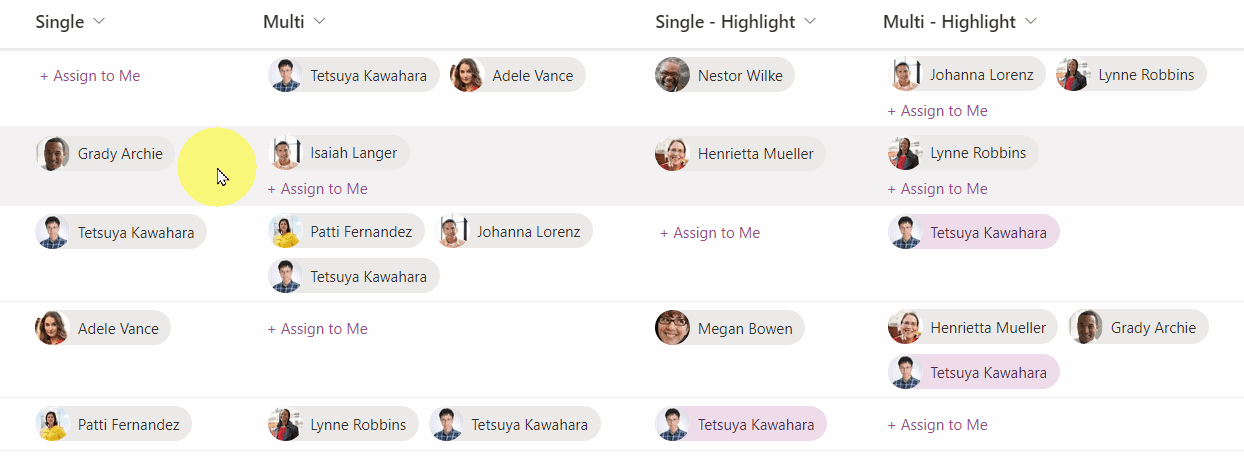 Single Multi Single - Highlight Multi - Highlight
+ Assign to Me Tetsuya Kawahara Adele Vance Nestor Wilke Johanna Lorenz Lynne Robbins
+ Assign to Me
Grady Archie Isaiah Langer Henrietta Mueller Lynne Robbins
+ Assign to Me + Assign to Me
Tetsuya Kawahara Patti Fernandez Johanna Lorenz + Assign to Me Tetsuya Kawahara
Tetsuya Kawahara
Adele Vance + Assign to Me Megan Bowen Henrietta Mueller Grady Archie
Tetsuya Kawahara
Patti Fernandez Lynne Robbins Tetsuya Kawahara Tetsuya Kawahara + Assign to Me